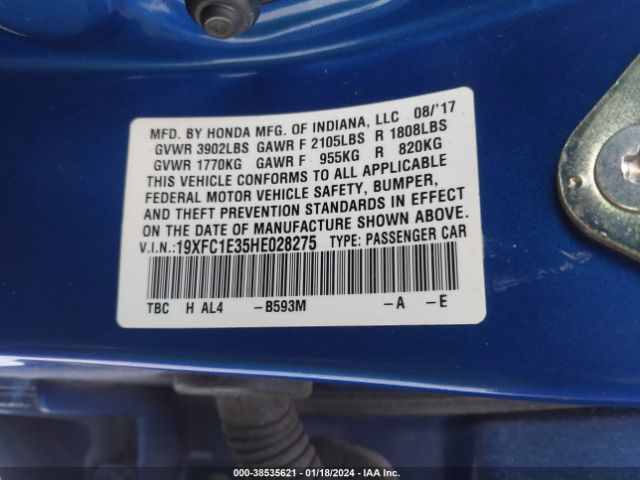 MFD. BY HONDA MFG. OF INDIANA, LLC 08/'17
GVWR 3902LBS GAWR F 2105LBS R 1808LBS
GVWR 1770KG GAWR F 955KG R 820KG
THIS VEHICLE CONFORMS TO ALL APPLICABLE
FEDERAL MOTOR VEHICLE SAFETY, BUMPER,
AND THEFT PREVENTION STANDARDS IN EFFECT
ON THE DATE OF MANUFACTURE SHOWN ABOVE.
V.I.N.:19XFC1E35HE028275 TYPE: PASSENGER CAR
TBC H AL4 -B593M -A -E
000-38535621 - 01/18/2024 - IAA Inc.